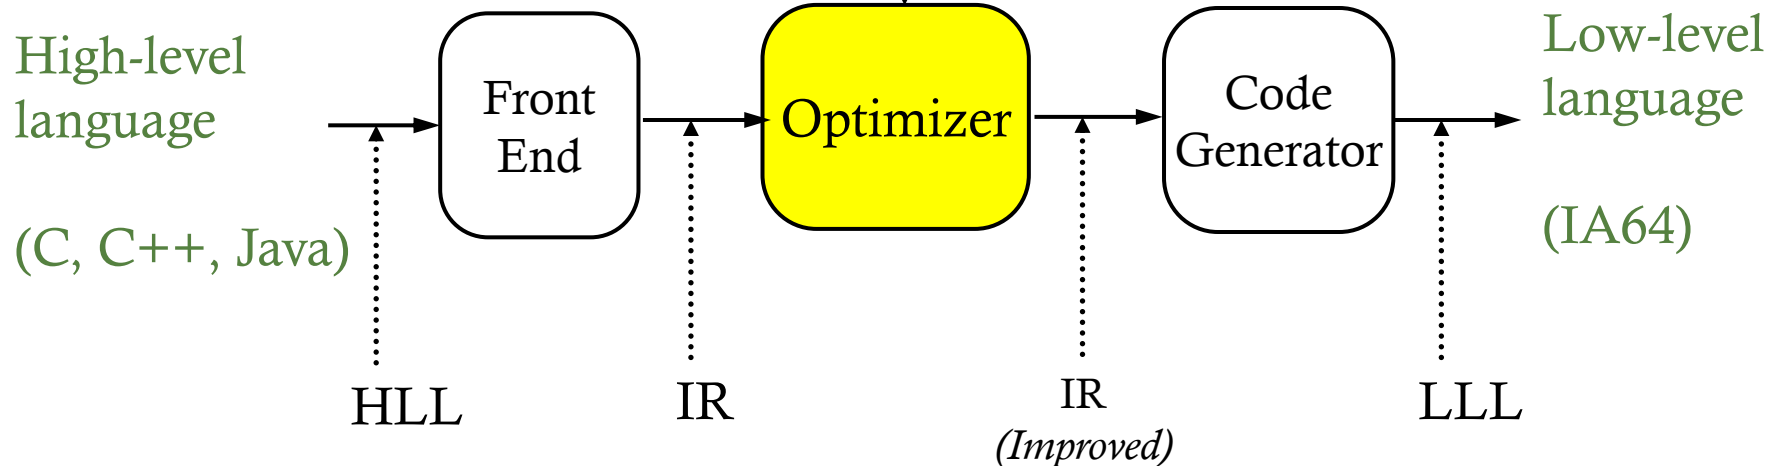 High-level
language
(C, C++, Java)
Front
End
Optimizer
Code
Generator
Low-level
language
(IA64)
HLL
IR
IR
(Improved)
LLL